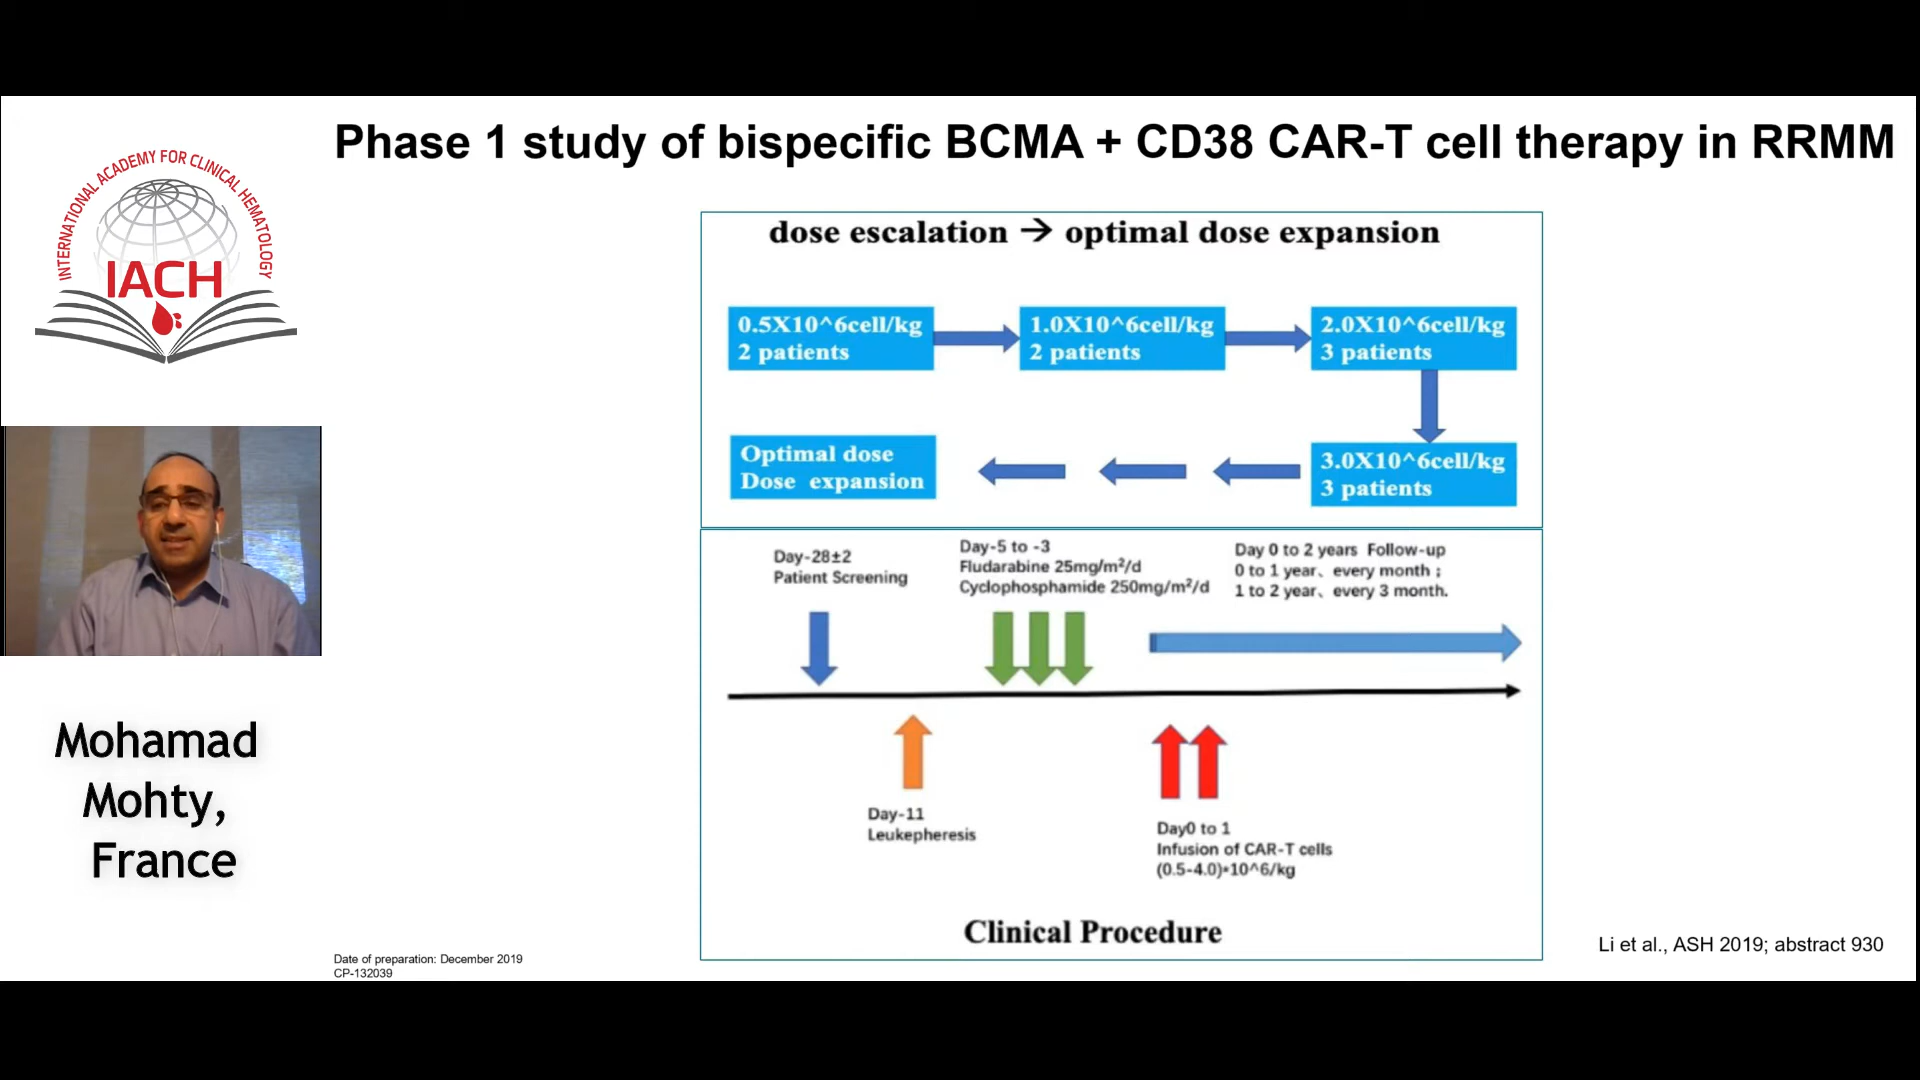 INTERNATIONAL ACADEMY FOR CLINICAL HEMATOLOGY
IACH
Mohamad
Mohty,
France
Phase 1 study of bispecific BCMA + CD38 CAR-T cell therapy in RRMM
dose escalation → optimal dose expansion
0.5X10^6cell/kg
2 patients
1.0X10^6cell/kg
2 patients
2.0X10^6cell/kg
3 patients
3.0X10^6cell/kg
3 patients
Optimal dose
Dose expansion
Day-28±2
Patient Screening
Day-5 to -3
Fludarabine 25mg/m²/d
Cyclophosphamide 250mg/m²/d
Day 0 to 2 years Follow-up
0 to 1 year、every month；
1 to 2 year、every 3 month.
Day-11
Leukepheresis
Day0 to 1
Infusion of CAR-T cells
(0.5-4.0)*10^6/kg
Clinical Procedure
Li et al., ASH 2019; abstract 930
Date of preparation: December 2019
CP-132039